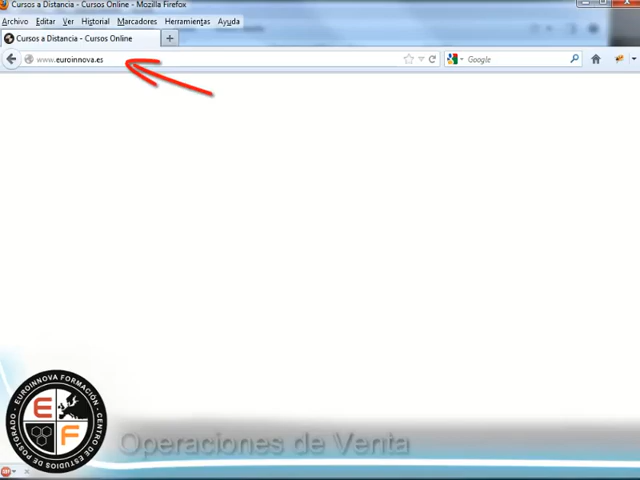 Cursos a Distancia - Cursos Online - Mozilla Firefox
Archivo Editar Ver Historial Marcadores Herramientas Ayuda
Cursos a Distancia - Cursos Online
www.euroinnova.es
Google
EUROINNOVA FORMACIÓN - CENTRO DE ESTUDIOS DE POSTGRADO -
E
F
Operaciones de Venta